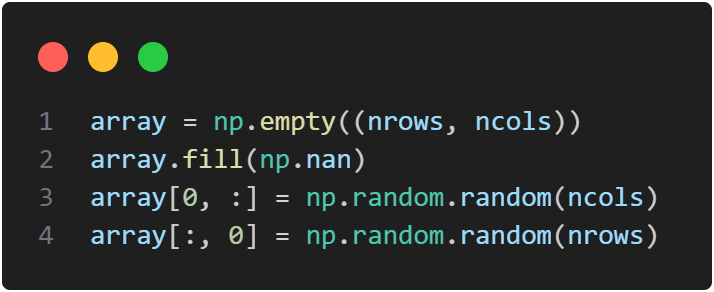 1 array = np.empty((nrows, ncols))
2 array.fill(np.nan)
3 array[0, :] = np.random.random(ncols)
4 array[:, 0] = np.random.random(nrows)